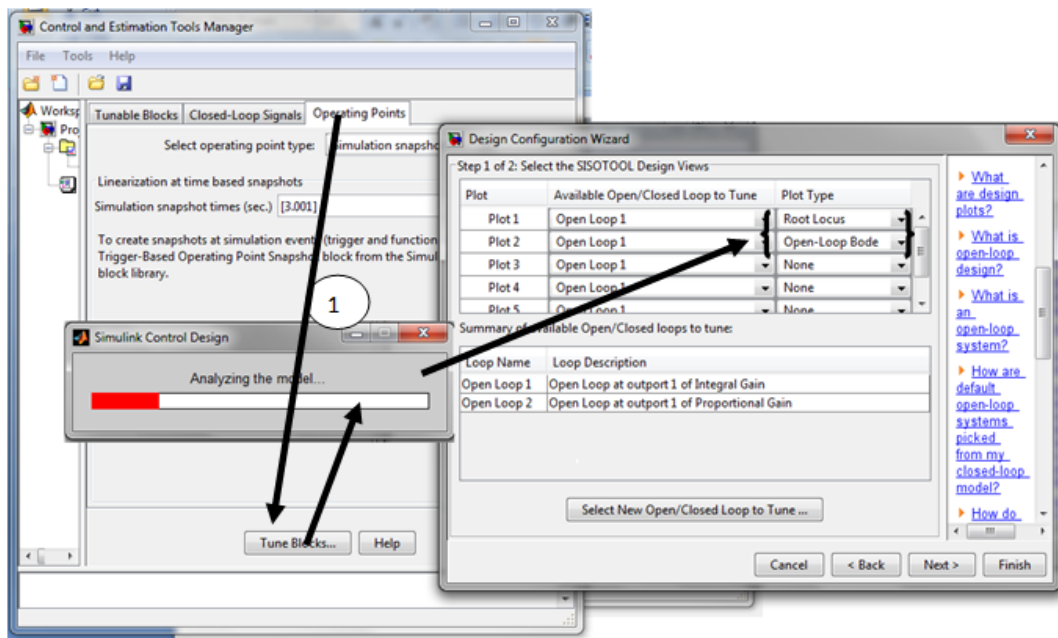 Control and Estimation Tools Manager
File Tools Help
Worksp
Pro
Tunable Blocks
Closed-Loop Signals
Operating Points
Select operating point type:
Simulation snapsho
Linearization at time based snapshots
Simulation snapshot times (sec.) [3.001]
To create snapshots at simulation events (trigger and function
Trigger-Based Operating Point Snapshot block from the Simul
block library.
1
Simulink Control Design
Analyzing the model...
Tune Blocks...
Help
Design Configuration Wizard
Step 1 of 2: Select the SISOTOOL Design Views
Plot Available Open/Closed Loop to Tune Plot Type
Plot 1 Open Loop 1 Root Locus
Plot 2 Open Loop 1 Open-Loop Bode
Plot 3 Open Loop 1 None
Plot 4 Open Loop 1 None
Plot 5 Open Loop 1 None
Summary of available Open/Closed loops to tune:
Loop Name Loop Description
Open Loop 1 Open Loop at outport 1 of Integral Gain
Open Loop 2 Open Loop at outport 1 of Proportional Gain
Select New Open/Closed Loop to Tune ...
Cancel
< Back
Next >
Finish
What
are design
plots?
What is
open-loop
design?
What is
an
open-loop
system?
How are
default
open-loop
systems
picked
from my
closed-loop
model?
How do